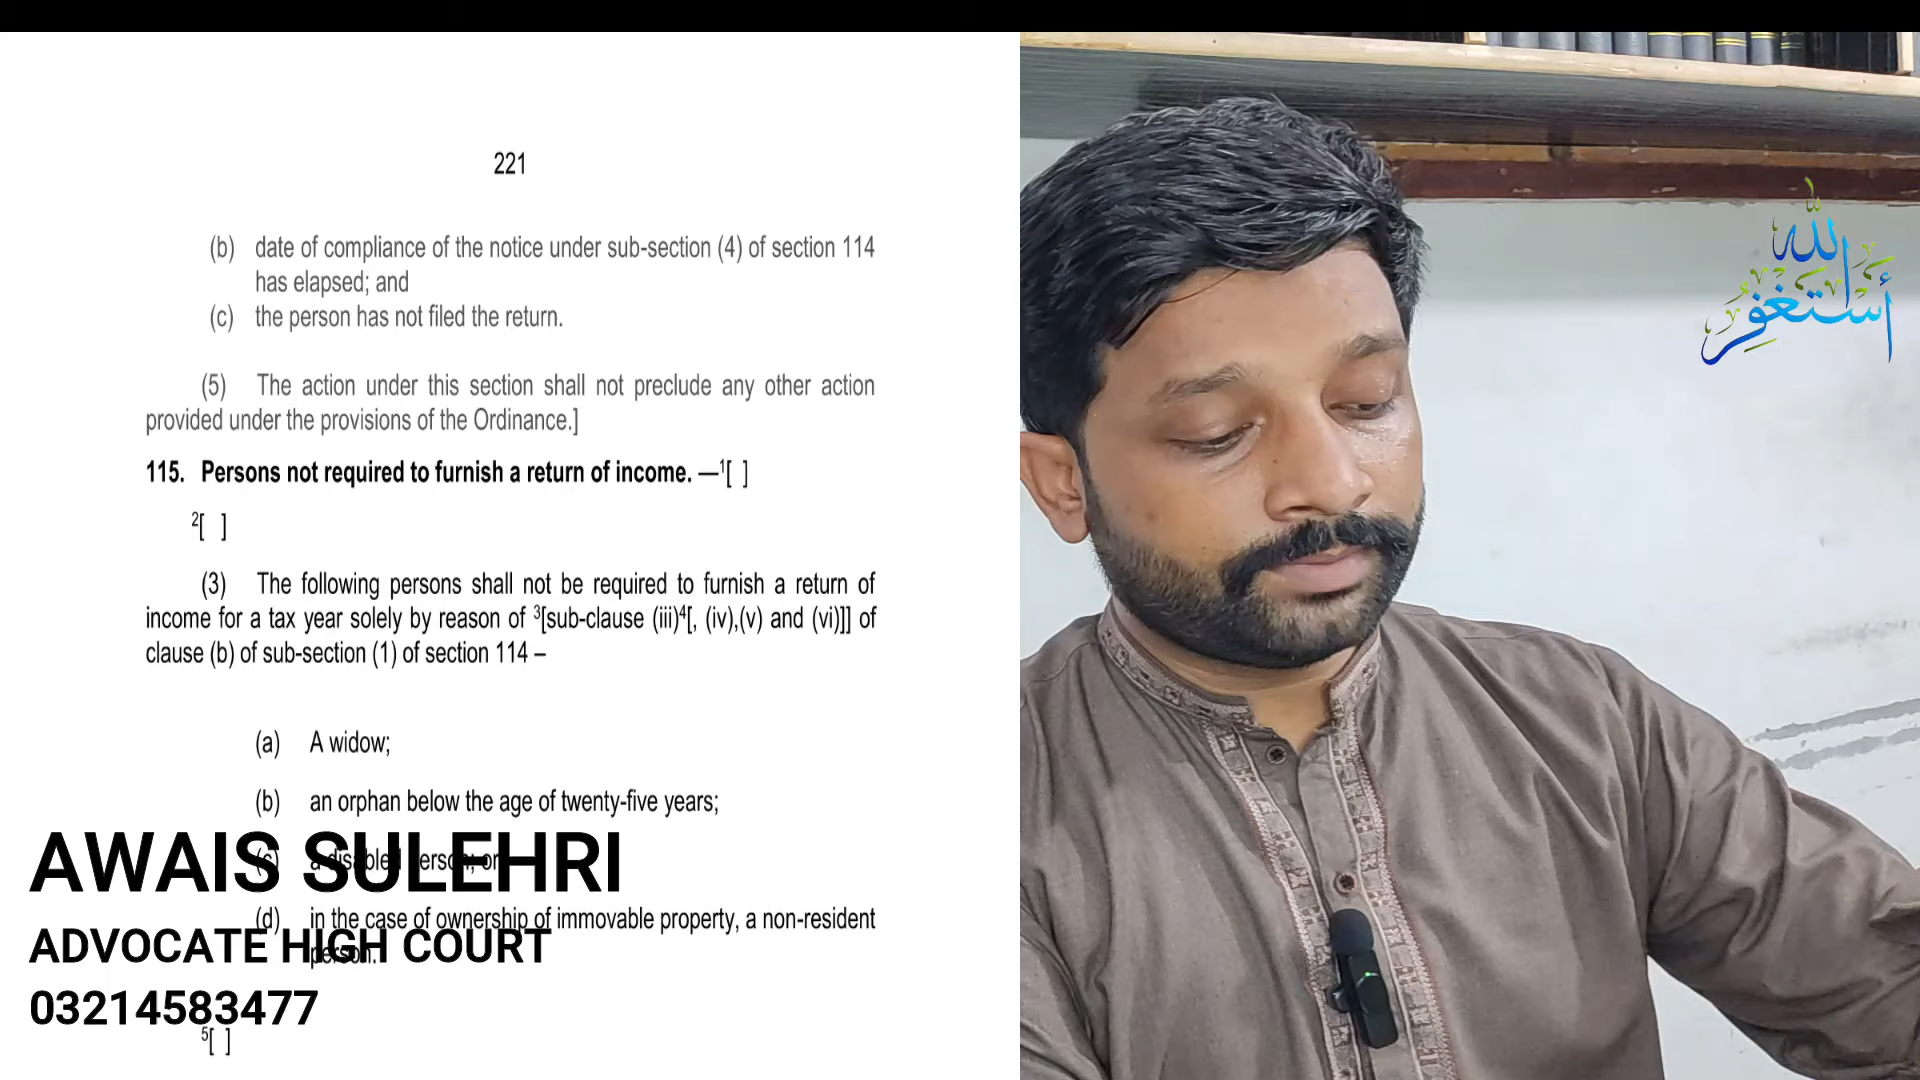 221
(b) date of compliance of the notice under sub-section (4) of section 114
has elapsed; and
(c) the person has not filed the return.
(5) The action under this section shall not preclude any other action
provided under the provisions of the Ordinance.]
115. Persons not required to furnish a return of income. —¹[ ]
²[ ]
(3) The following persons shall not be required to furnish a return of
income for a tax year solely by reason of ³[sub-clause (iii)⁴[, (iv),(v) and (vi)]] of
clause (b) of sub-section (1) of section 114 –
(a) A widow;
(b) an orphan below the age of twenty-five years;
(c) a disabled person; or
(d) in the case of ownership of immovable property, a non-resident
person.
⁵[ ]
AWAIS SULEHRI
ADVOCATE HIGH COURT
03214583477
أستغفر الله